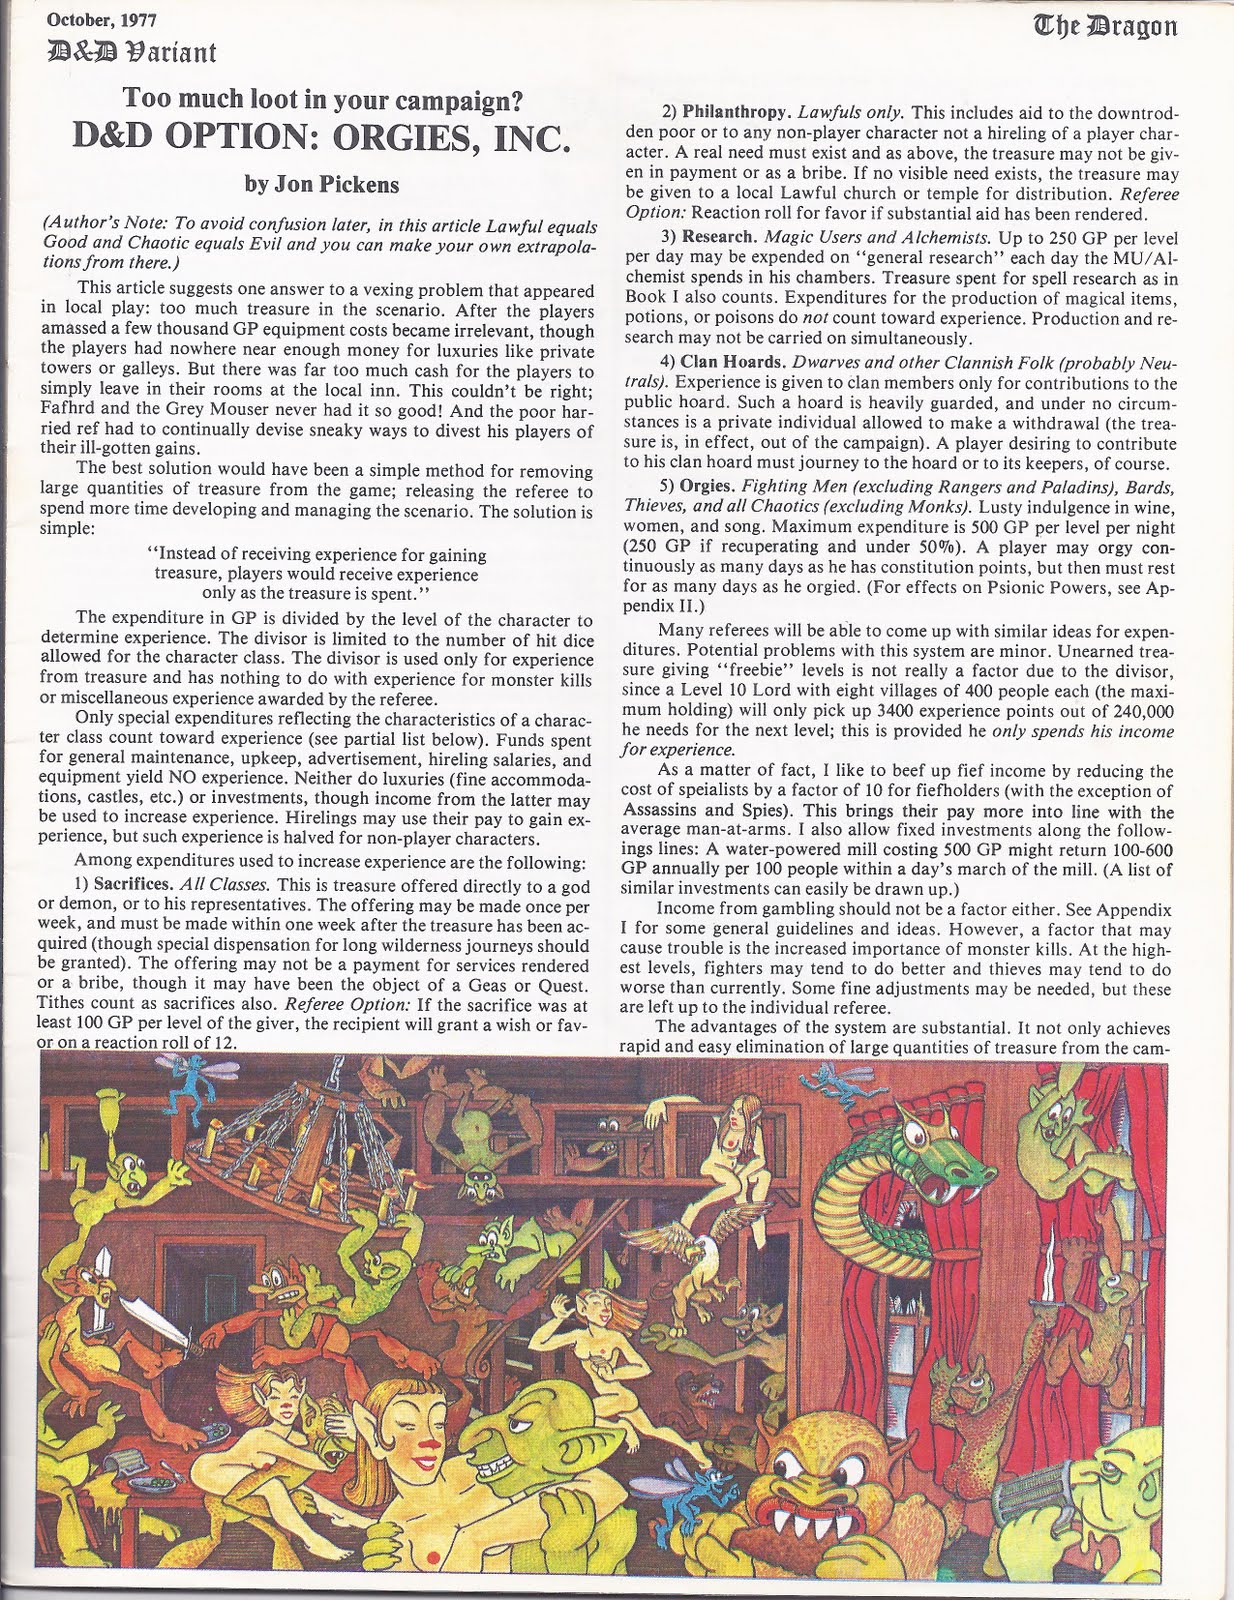 October, 1977
The Dragon
D&D Variant
Too much loot in your campaign?
D&D OPTION: ORGIES, INC.
by Jon Pickens
(Author's Note: To avoid confusion later, in this article Lawful equals
Good and Chaotic equals Evil and you can make your own extrapola-
tions from there.)
This article suggests one answer to a vexing problem that appeared
in local play: too much treasure in the scenario. After the players
amassed a few thousand GP equipment costs became irrelevant, though
the players had nowhere near enough money for luxuries like private
towers or galleys. But there was far too much cash for the players to
simply leave in their rooms at the local inn. This couldn't be right;
Fafhrd and the Grey Mouser never had it so good! And the poor har-
ried ref had to continually devise sneaky ways to divest his players of
their ill-gotten gains.
The best solution would have been a simple method for removing
large quantities of treasure from the game; releasing the referee to
spend more time developing and managing the scenario. The solution is
simple:
"Instead of receiving experience for gaining
treasure, players would receive experience
only as the treasure is spent."
The expenditure in GP is divided by the level of the character to
determine experience. The divisor is limited to the number of hit dice
allowed for the character class. The divisor is used only for experience
from treasure and has nothing to do with experience for monster kills
or miscellaneous experience awarded by the referee.
Only special expenditures reflecting the characteristics of a charac-
ter class count toward experience (see partial list below). Funds spent
for general maintenance, upkeep, advertisement, hireling salaries, and
equipment yield NO experience. Neither do luxuries (fine accommoda-
tions, castles, etc.) or investments, though income from the latter may
be used to increase experience. Hirelings may use their pay to gain ex-
perience, but such experience is halved for non-player characters.
Among expenditures used to increase experience are the following:
1) Sacrifices. All Classes. This is treasure offered directly to a god
or demon, or to his representatives. The offering may be made once per
week, and must be made within one week after the treasure has been ac-
quired (though special dispensation for long wilderness journeys should
be granted). The offering may not be a payment for services rendered
or a bribe, though it may have been the object of a Geas or Quest.
Tithes count as sacrifices also. Referee Option: If the sacrifice was at
least 100 GP per level of the giver, the recipient will grant a wish or fav-
or on a reaction roll of 12.
2) Philanthropy. Lawfuls only. This includes aid to the downtrod-
den poor or to any non-player character not a hireling of a player char-
acter. A real need must exist and as above, the treasure may not be giv-
en in payment or as a bribe. If no visible need exists, the treasure may
be given to a local Lawful church or temple for distribution. Referee
Option: Reaction roll for favor if substantial aid has been rendered.
3) Research. Magic Users and Alchemists. Up to 250 GP per level
per day may be expended on "general research" each day the MU/Al-
chemist spends in his chambers. Treasure spent for spell research as in
Book I also counts. Expenditures for the production of magical items,
potions, or poisons do not count toward experience. Production and re-
search may not be carried on simultaneously.
4) Clan Hoards. Dwarves and other Clannish Folk (probably Neu-
trals). Experience is given to clan members only for contributions to the
public hoard. Such a hoard is heavily guarded, and under no circum-
stances is a private individual allowed to make a withdrawal (the trea-
sure is, in effect, out of the campaign). A player desiring to contribute
to his clan hoard must journey to the hoard or to its keepers, of course.
5) Orgies. Fighting Men (excluding Rangers and Paladins), Bards,
Thieves, and all Chaotics (excluding Monks). Lusty indulgence in wine,
women, and song. Maximum expenditure is 500 GP per level per night
(250 GP if recuperating and under 50%). A player may orgy con-
tinuously as many days as he has constitution points, but then must rest
for as many days as he orgied. (For effects on Psionic Powers, see Ap-
pendix II.)
Many referees will be able to come up with similar ideas for expen-
ditures. Potential problems with this system are minor. Unearned trea-
sure giving "freebie" levels is not really a factor due to the divisor,
since a Level 10 Lord with eight villages of 400 people each (the maxi-
mum holding) will only pick up 3400 experience points out of 240,000
he needs for the next level; this is provided he only spends his income
for experience.
As a matter of fact, I like to beef up fief income by reducing the
cost of speialists by a factor of 10 for fiefholders (with the exception of
Assassins and Spies). This brings their pay more into line with the
average man-at-arms. I also allow fixed investments along the follow-
ings lines: A water-powered mill costing 500 GP might return 100-600
GP annually per 100 people within a day's march of the mill. (A list of
similar investments can easily be drawn up.)
Income from gambling should not be a factor either. See Appendix
I for some general guidelines and ideas. However, a factor that may
cause trouble is the increased importance of monster kills. At the high-
est levels, fighters may tend to do better and thieves may tend to do
worse than currently. Some fine adjustments may be needed, but these
are left up to the individual referee.
The advantages of the system are substantial. It not only achieves
rapid and easy elimination of large quantities of treasure from the cam-